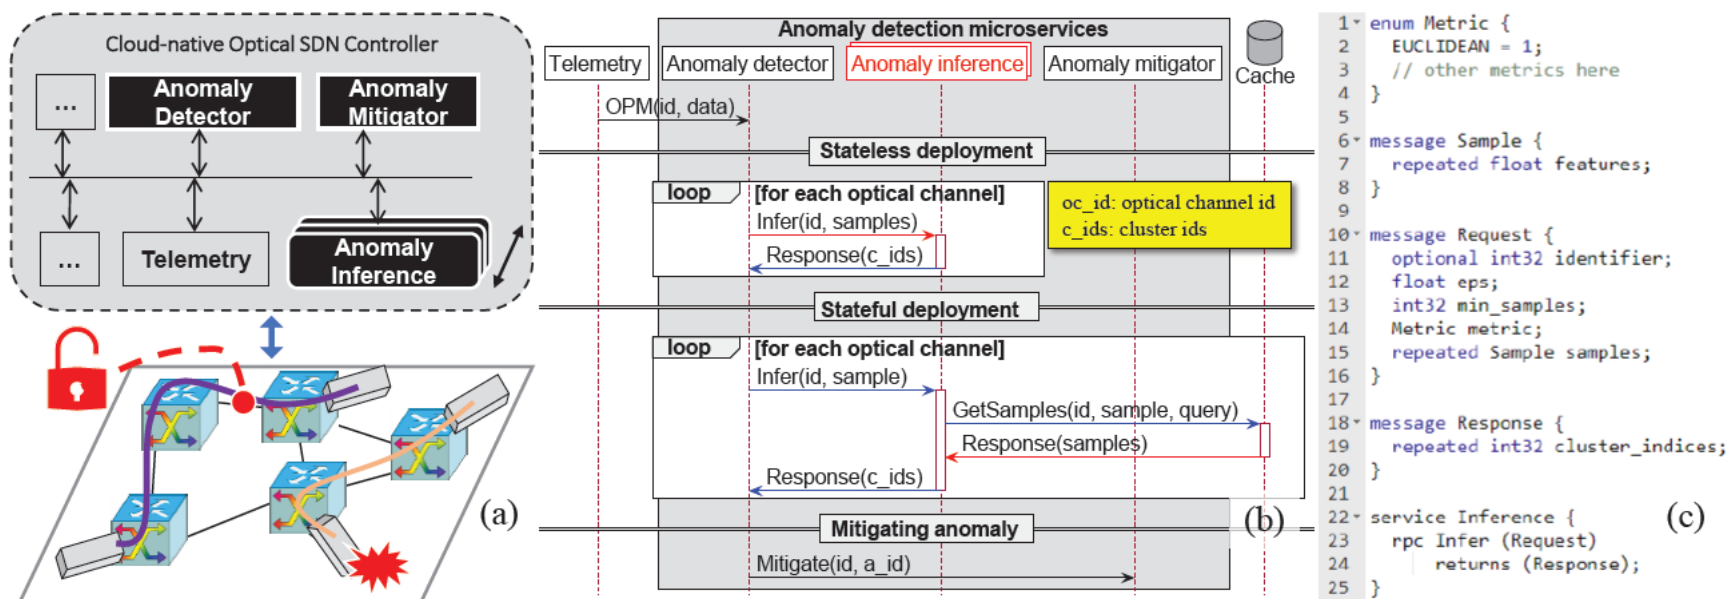 Cloud-native Optical SDN Controller
...
Anomaly
Detector
Anomaly
Mitigator
...
Telemetry
Anomaly
Inference
(a)
Anomaly detection microservices
Telemetry
Anomaly detector
Anomaly inference
Anomaly mitigator
Cache
OPM(id, data)
Stateless deployment
loop
[for each optical channel]
Infer(id, samples)
Response(c_ids)
oc_id: optical channel id
c_ids: cluster ids
Stateful deployment
loop
[for each optical channel]
Infer(id, sample)
GetSamples(id, sample, query)
Response(samples)
Response(c_ids)
(b)
Mitigating anomaly
Mitigate(id, a_id)
1 enum Metric {
2 EUCLIDEAN = 1;
3 // other metrics here
4 }
5
6 message Sample {
7 repeated float features;
8 }
9
10 message Request {
11 optional int32 identifier;
12 float eps;
13 int32 min_samples;
14 Metric metric;
15 repeated Sample samples;
16 }
17
18 message Response {
19 repeated int32 cluster_indices;
20 }
21
22 service Inference {
23 rpc Infer (Request)
24 returns (Response);
25 }
(c)